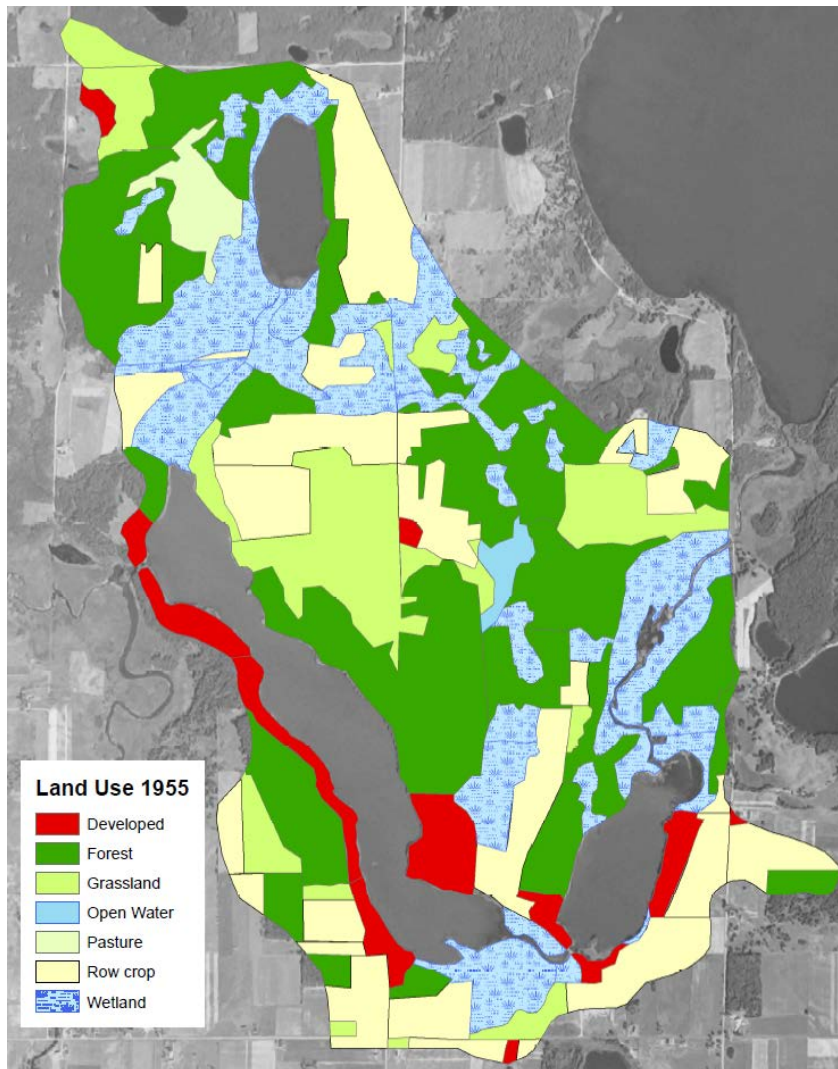 Land Use 1955
Developed
Forest
Grassland
Open Water
Pasture
Row crop
Wetland